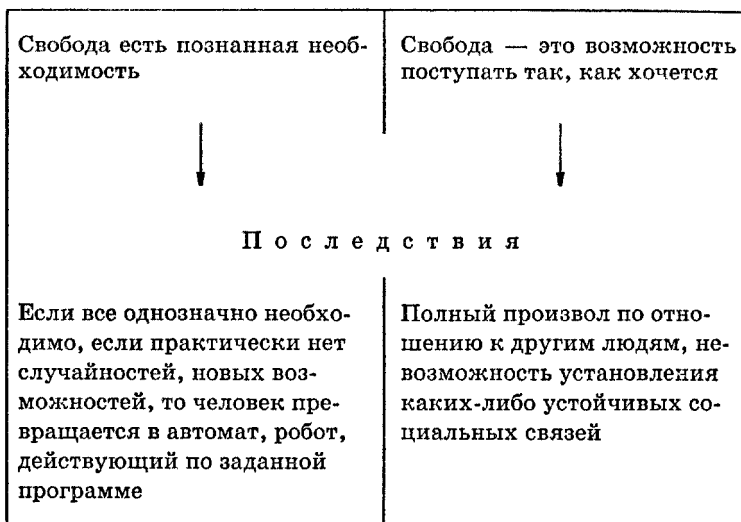 Свобода есть познанная необ-
ходимость
Свобода — это возможность
поступать так, как хочется
Последствия
Если все однозначно необхо-
димо, если практически нет
случайностей, новых воз-
можностей, то человек пре-
вращается в автомат, робот,
действующий по заданной
программе
Полный произвол по отно-
шению к другим людям, не-
возможность установления
каких-либо устойчивых со-
циальных связей